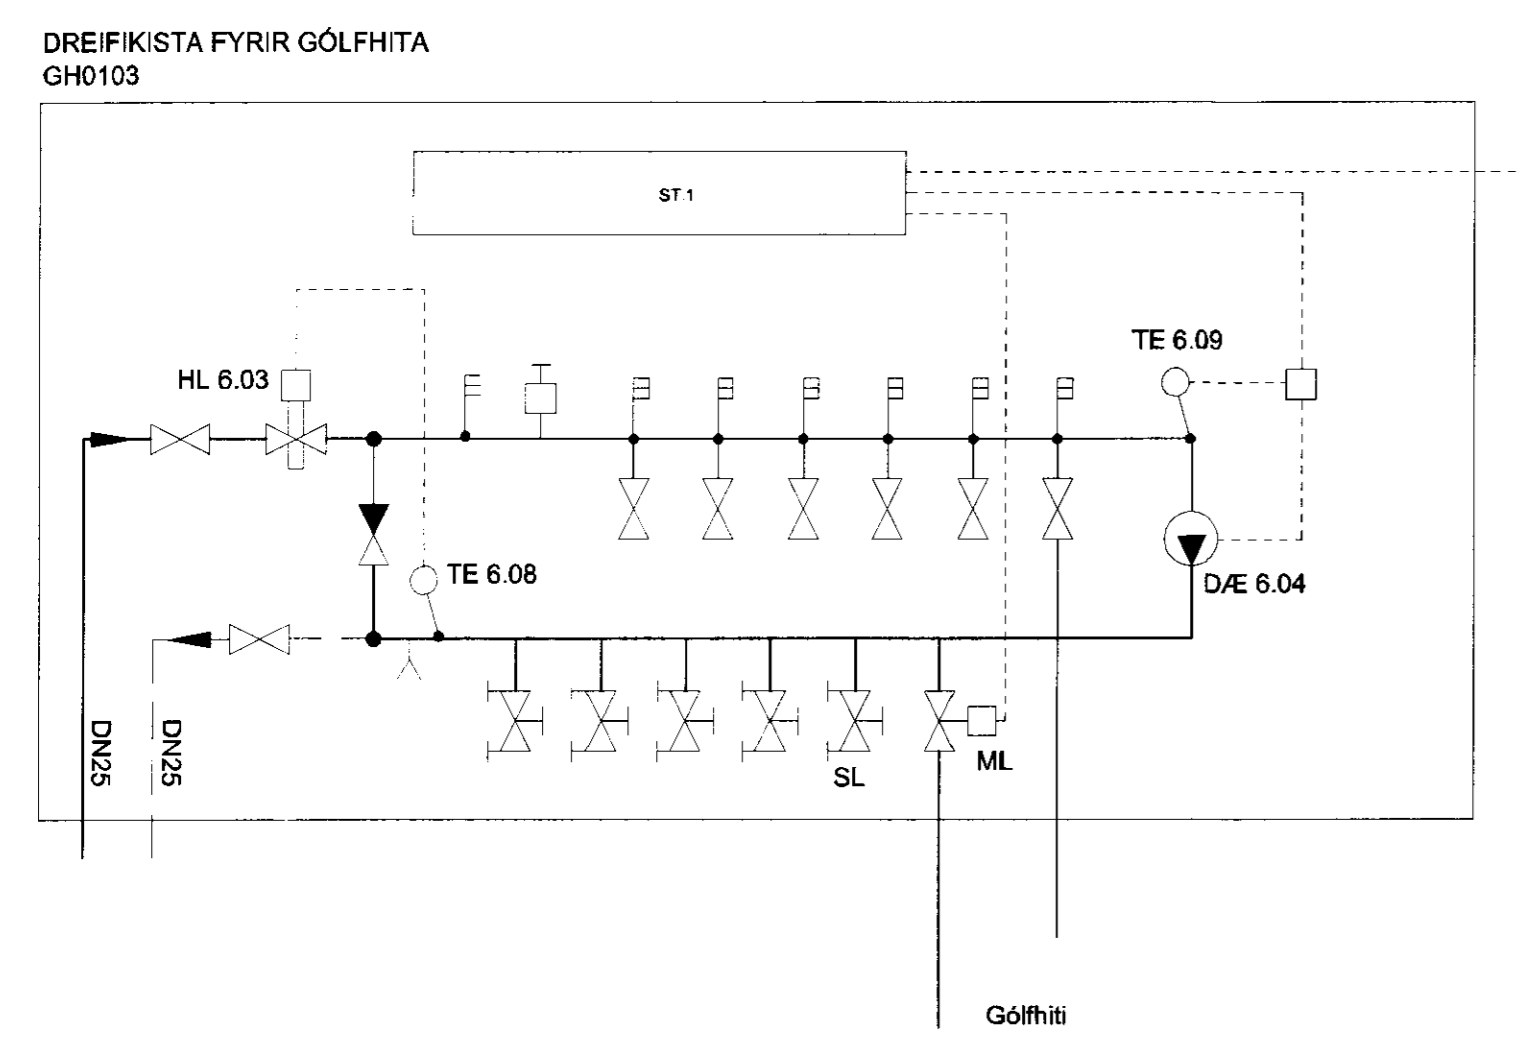 DREIFIKISTA FYRIR GÓLFHITA
GH0103
ST.1
TE 6.09
HL 6.03
TE 6.08
DÆ 6.04
DN25
DN25
SL
ML
Gólfhiti